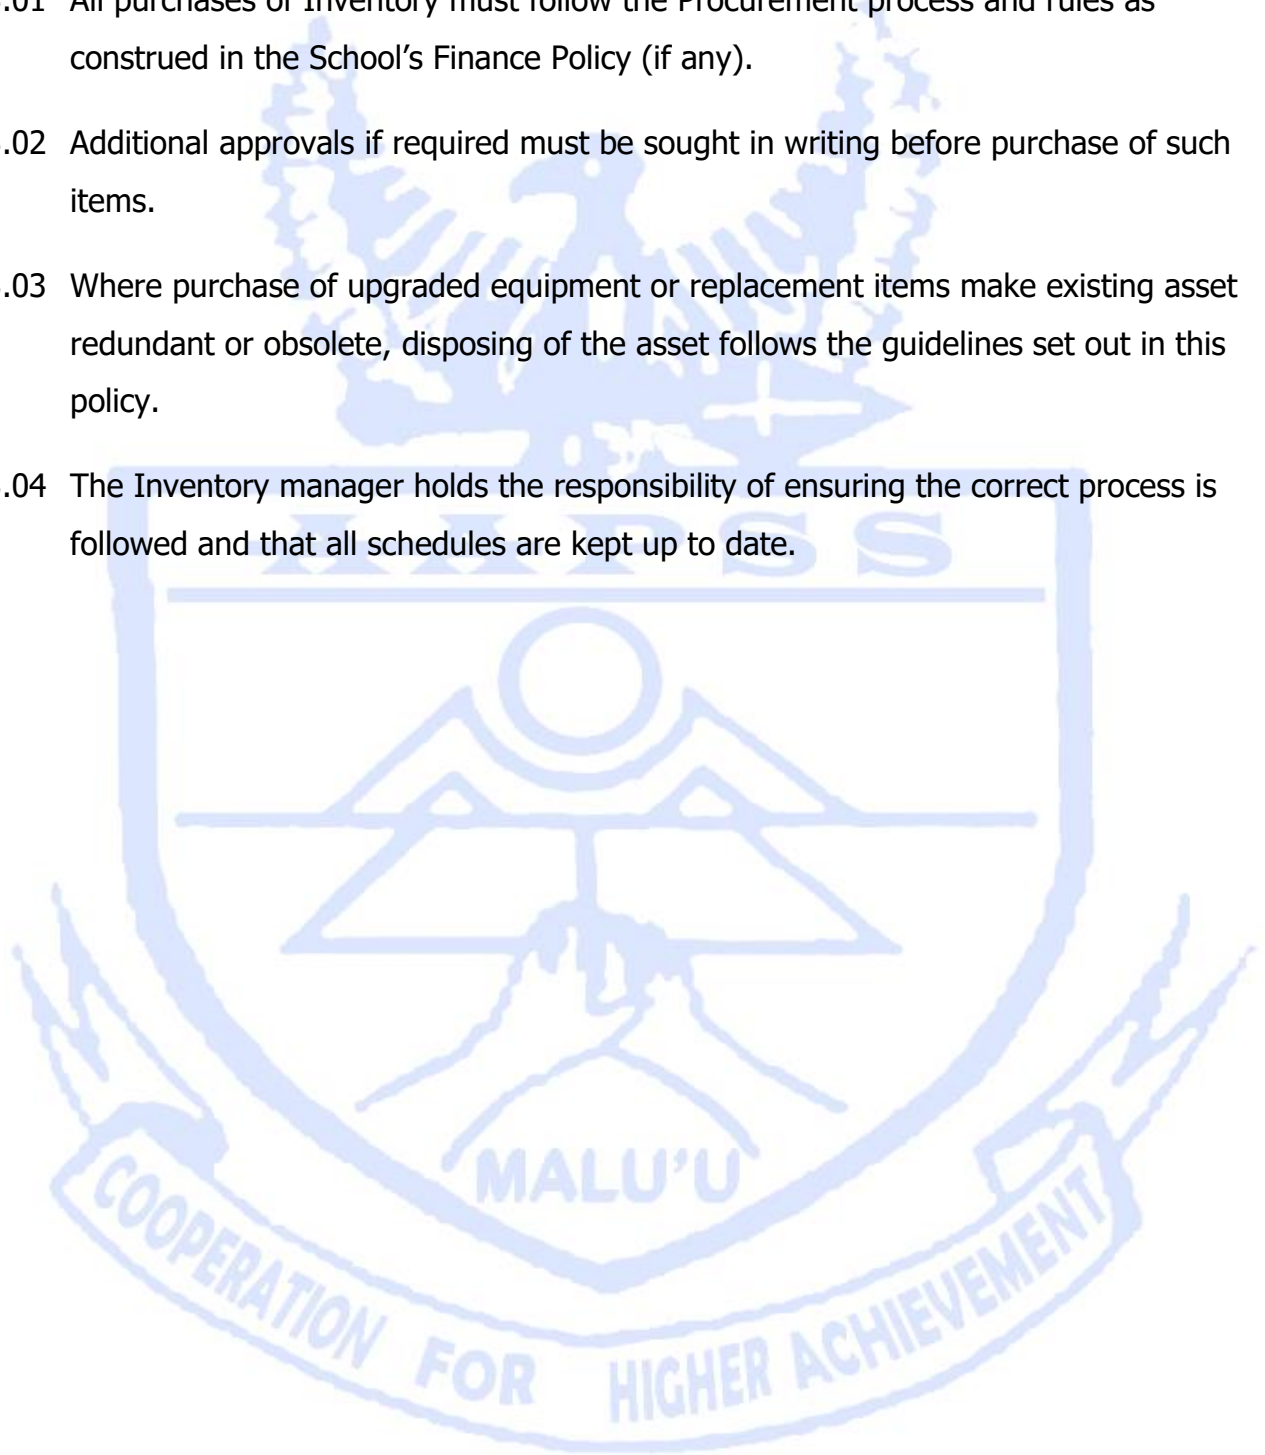 .01 All purchases of Inventory must follow the Procurement process and rules as
construed in the School’s Finance Policy (if any).
.02 Additional approvals if required must be sought in writing before purchase of such
items.
.03 Where purchase of upgraded equipment or replacement items make existing asset
redundant or obsolete, disposing of the asset follows the guidelines set out in this
policy.
.04 The Inventory manager holds the responsibility of ensuring the correct process is
followed and that all schedules are kept up to date.
MALU’U
COOPERATION FOR HIGHER ACHIEVEMENT